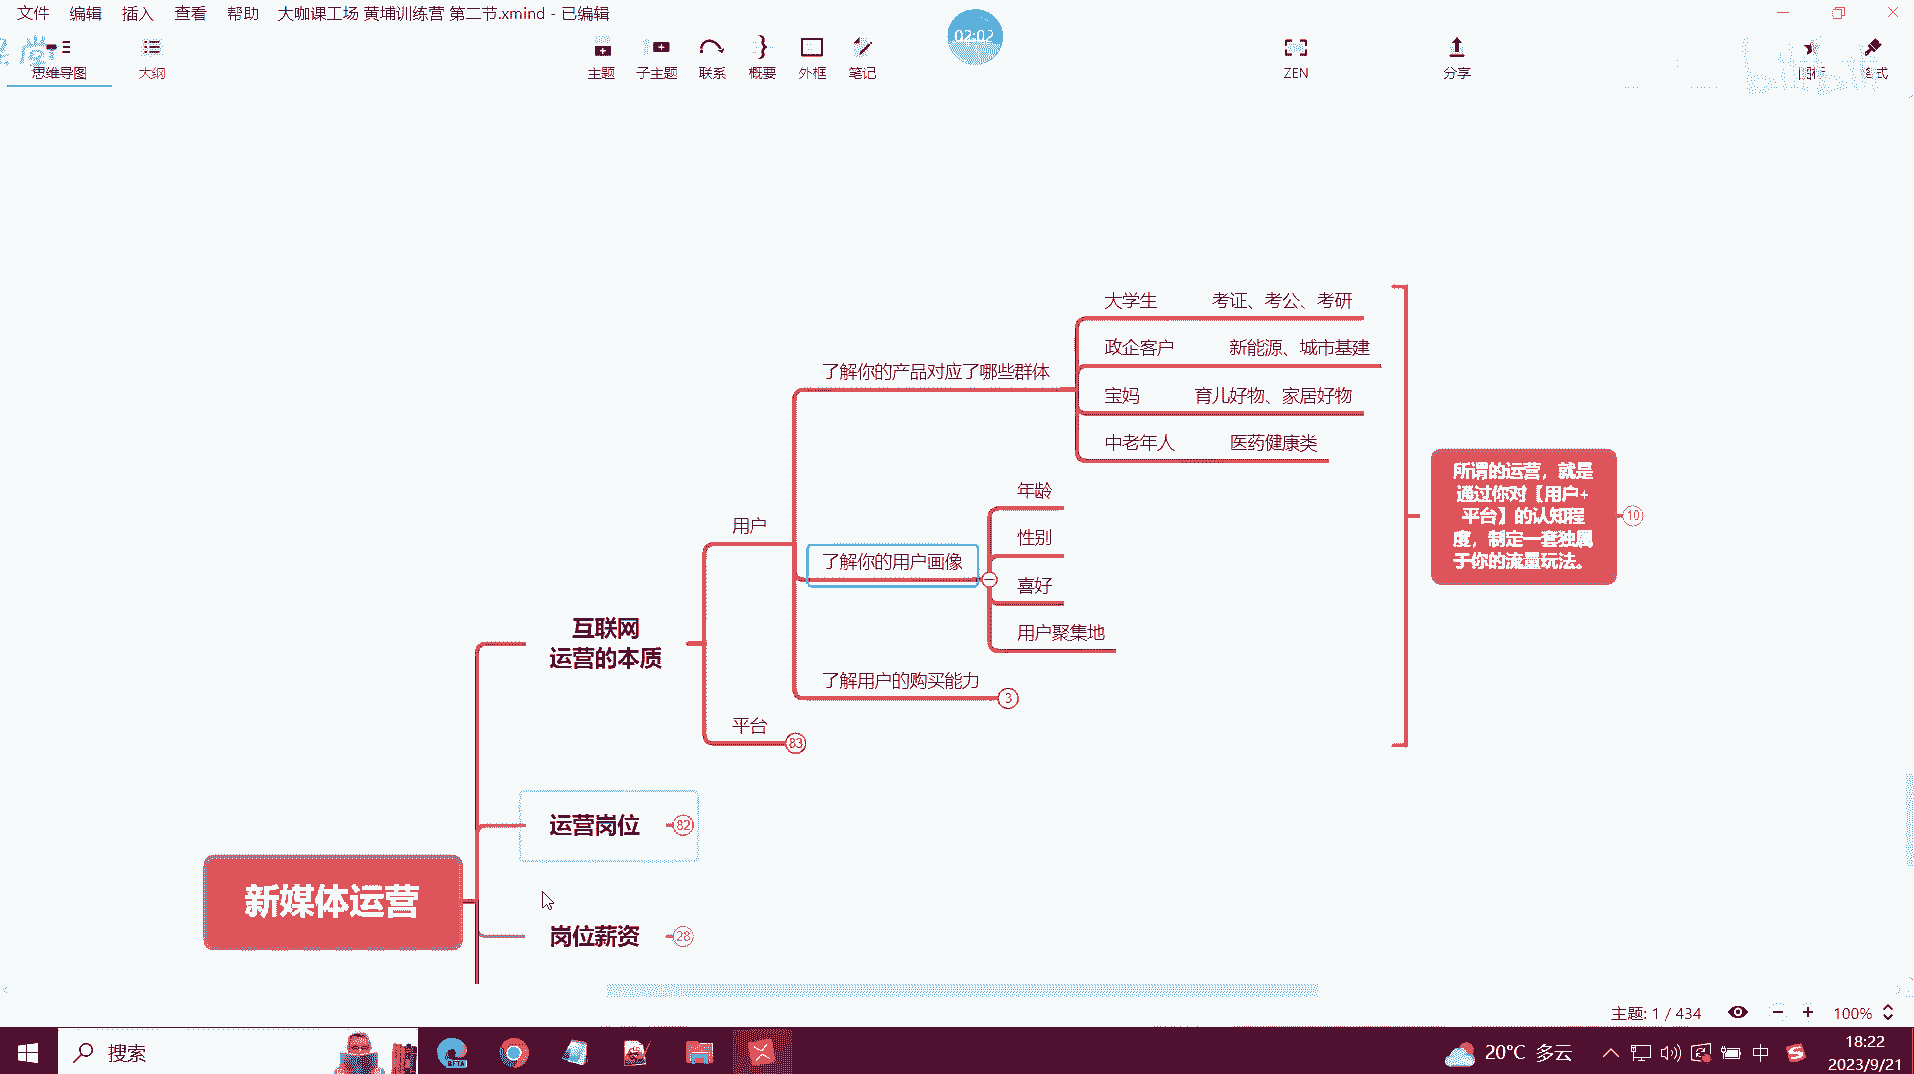 文件 编辑 插入 查看 帮助 大咖课工场 黄埔训练营 第二节.xmind - 已编辑
02:02
思维导图 大纲 主题 子主题 联系 概要 外框 笔记 ZEN 分享
大学生 考证、考公、考研
政企客户 新能源、城市基建
了解你的产品对应了哪些群体
宝妈 育儿好物、家居好物
中老年人 医药健康类
所谓的运营，就是
通过你对【用户+
平台】的认知程
度，制定一套独属
于你的流量玩法。
10
年龄
用户
性别
了解你的用户画像
喜好
用户聚集地
互联网
运营的本质
了解用户的购买能力 3
平台 83
运营岗位 82
新媒体运营
岗位薪资 28
主题: 1 / 434 100%
搜索
BETA
20°C 多云
中
18:22
2023/9/21